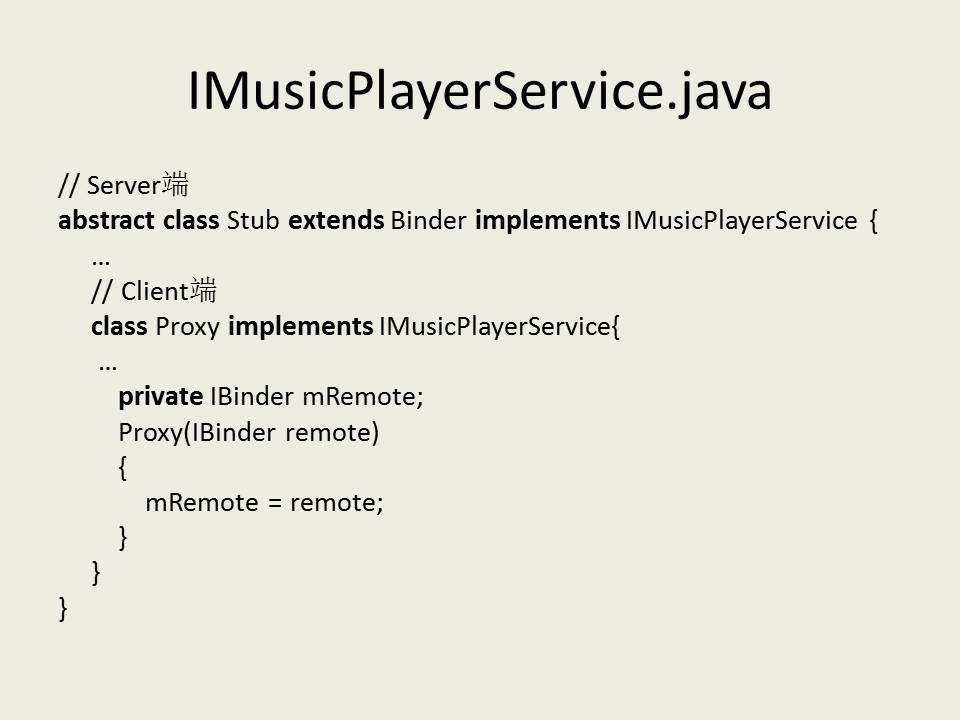 IMusicPlayerService.java
// Server端
abstract class Stub extends Binder implements IMusicPlayerService {
…
// Client端
class Proxy implements IMusicPlayerService{
…
private IBinder mRemote;
Proxy(IBinder remote)
{
mRemote = remote;
}
}
}